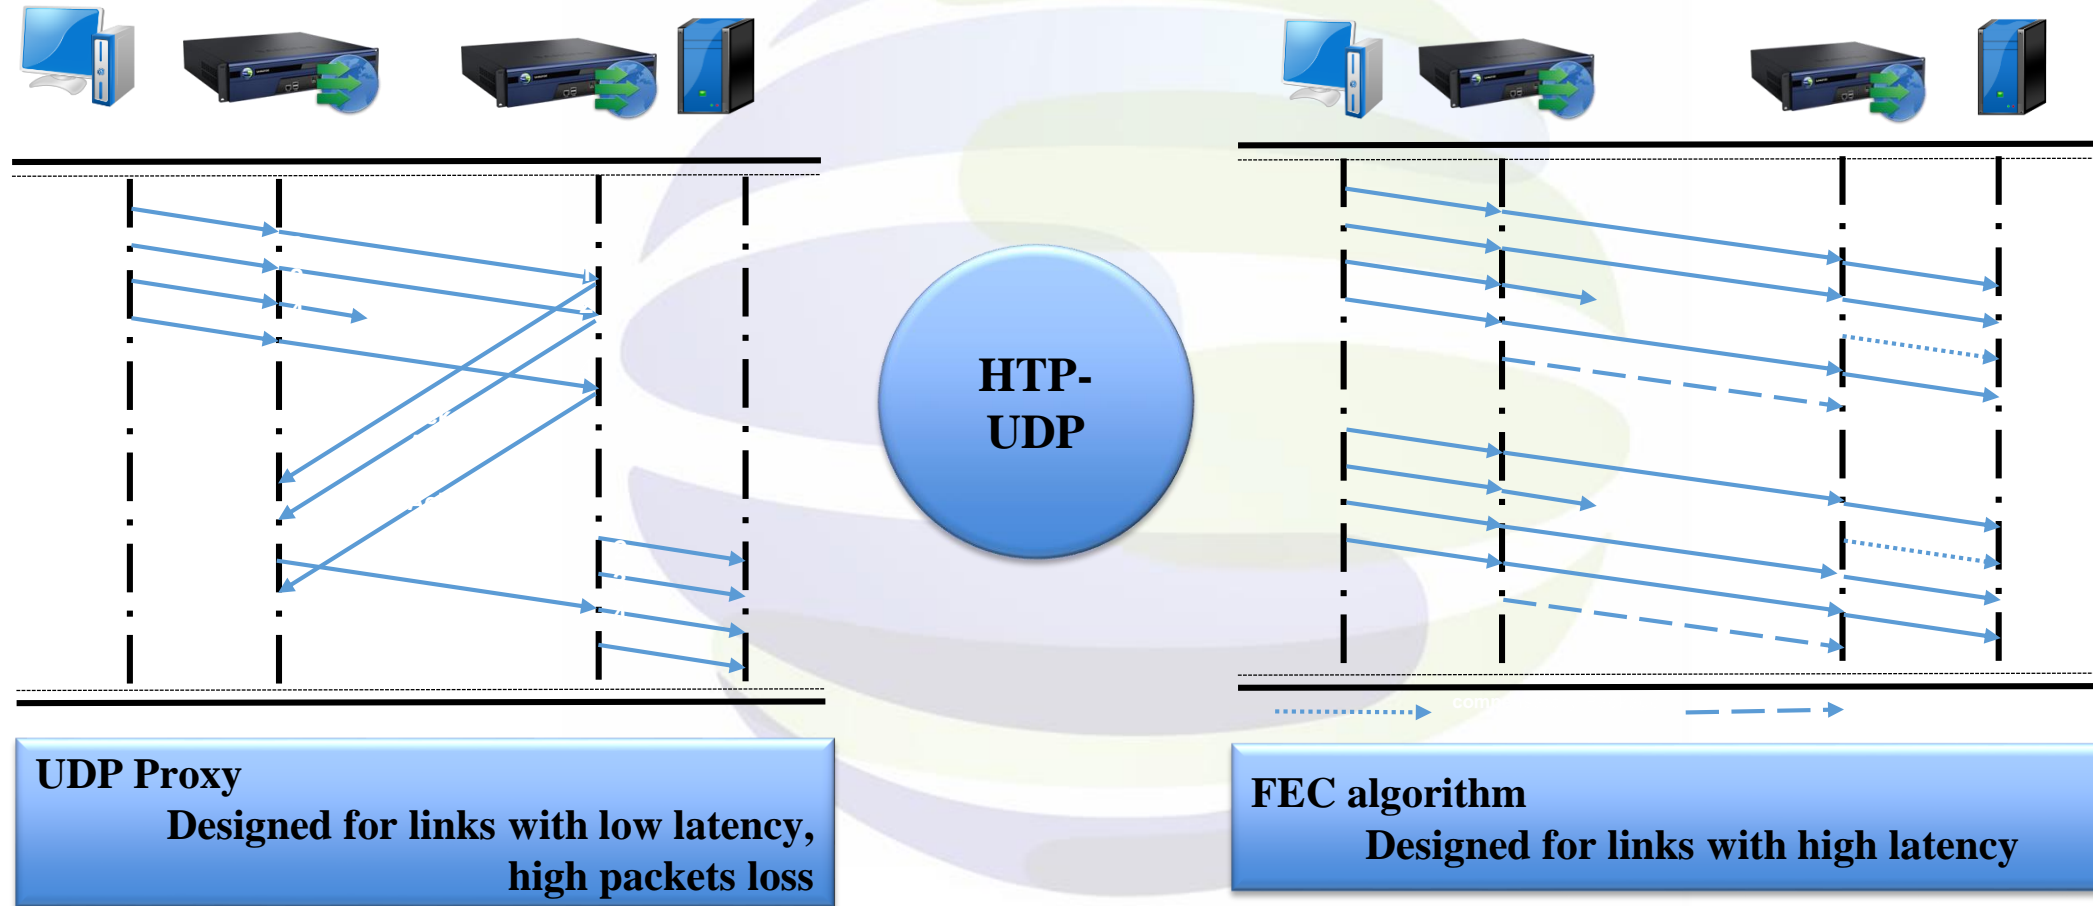 HTP-
UDP
UDP Proxy
Designed for links with low latency,
high packets loss
FEC algorithm
Designed for links with high latency